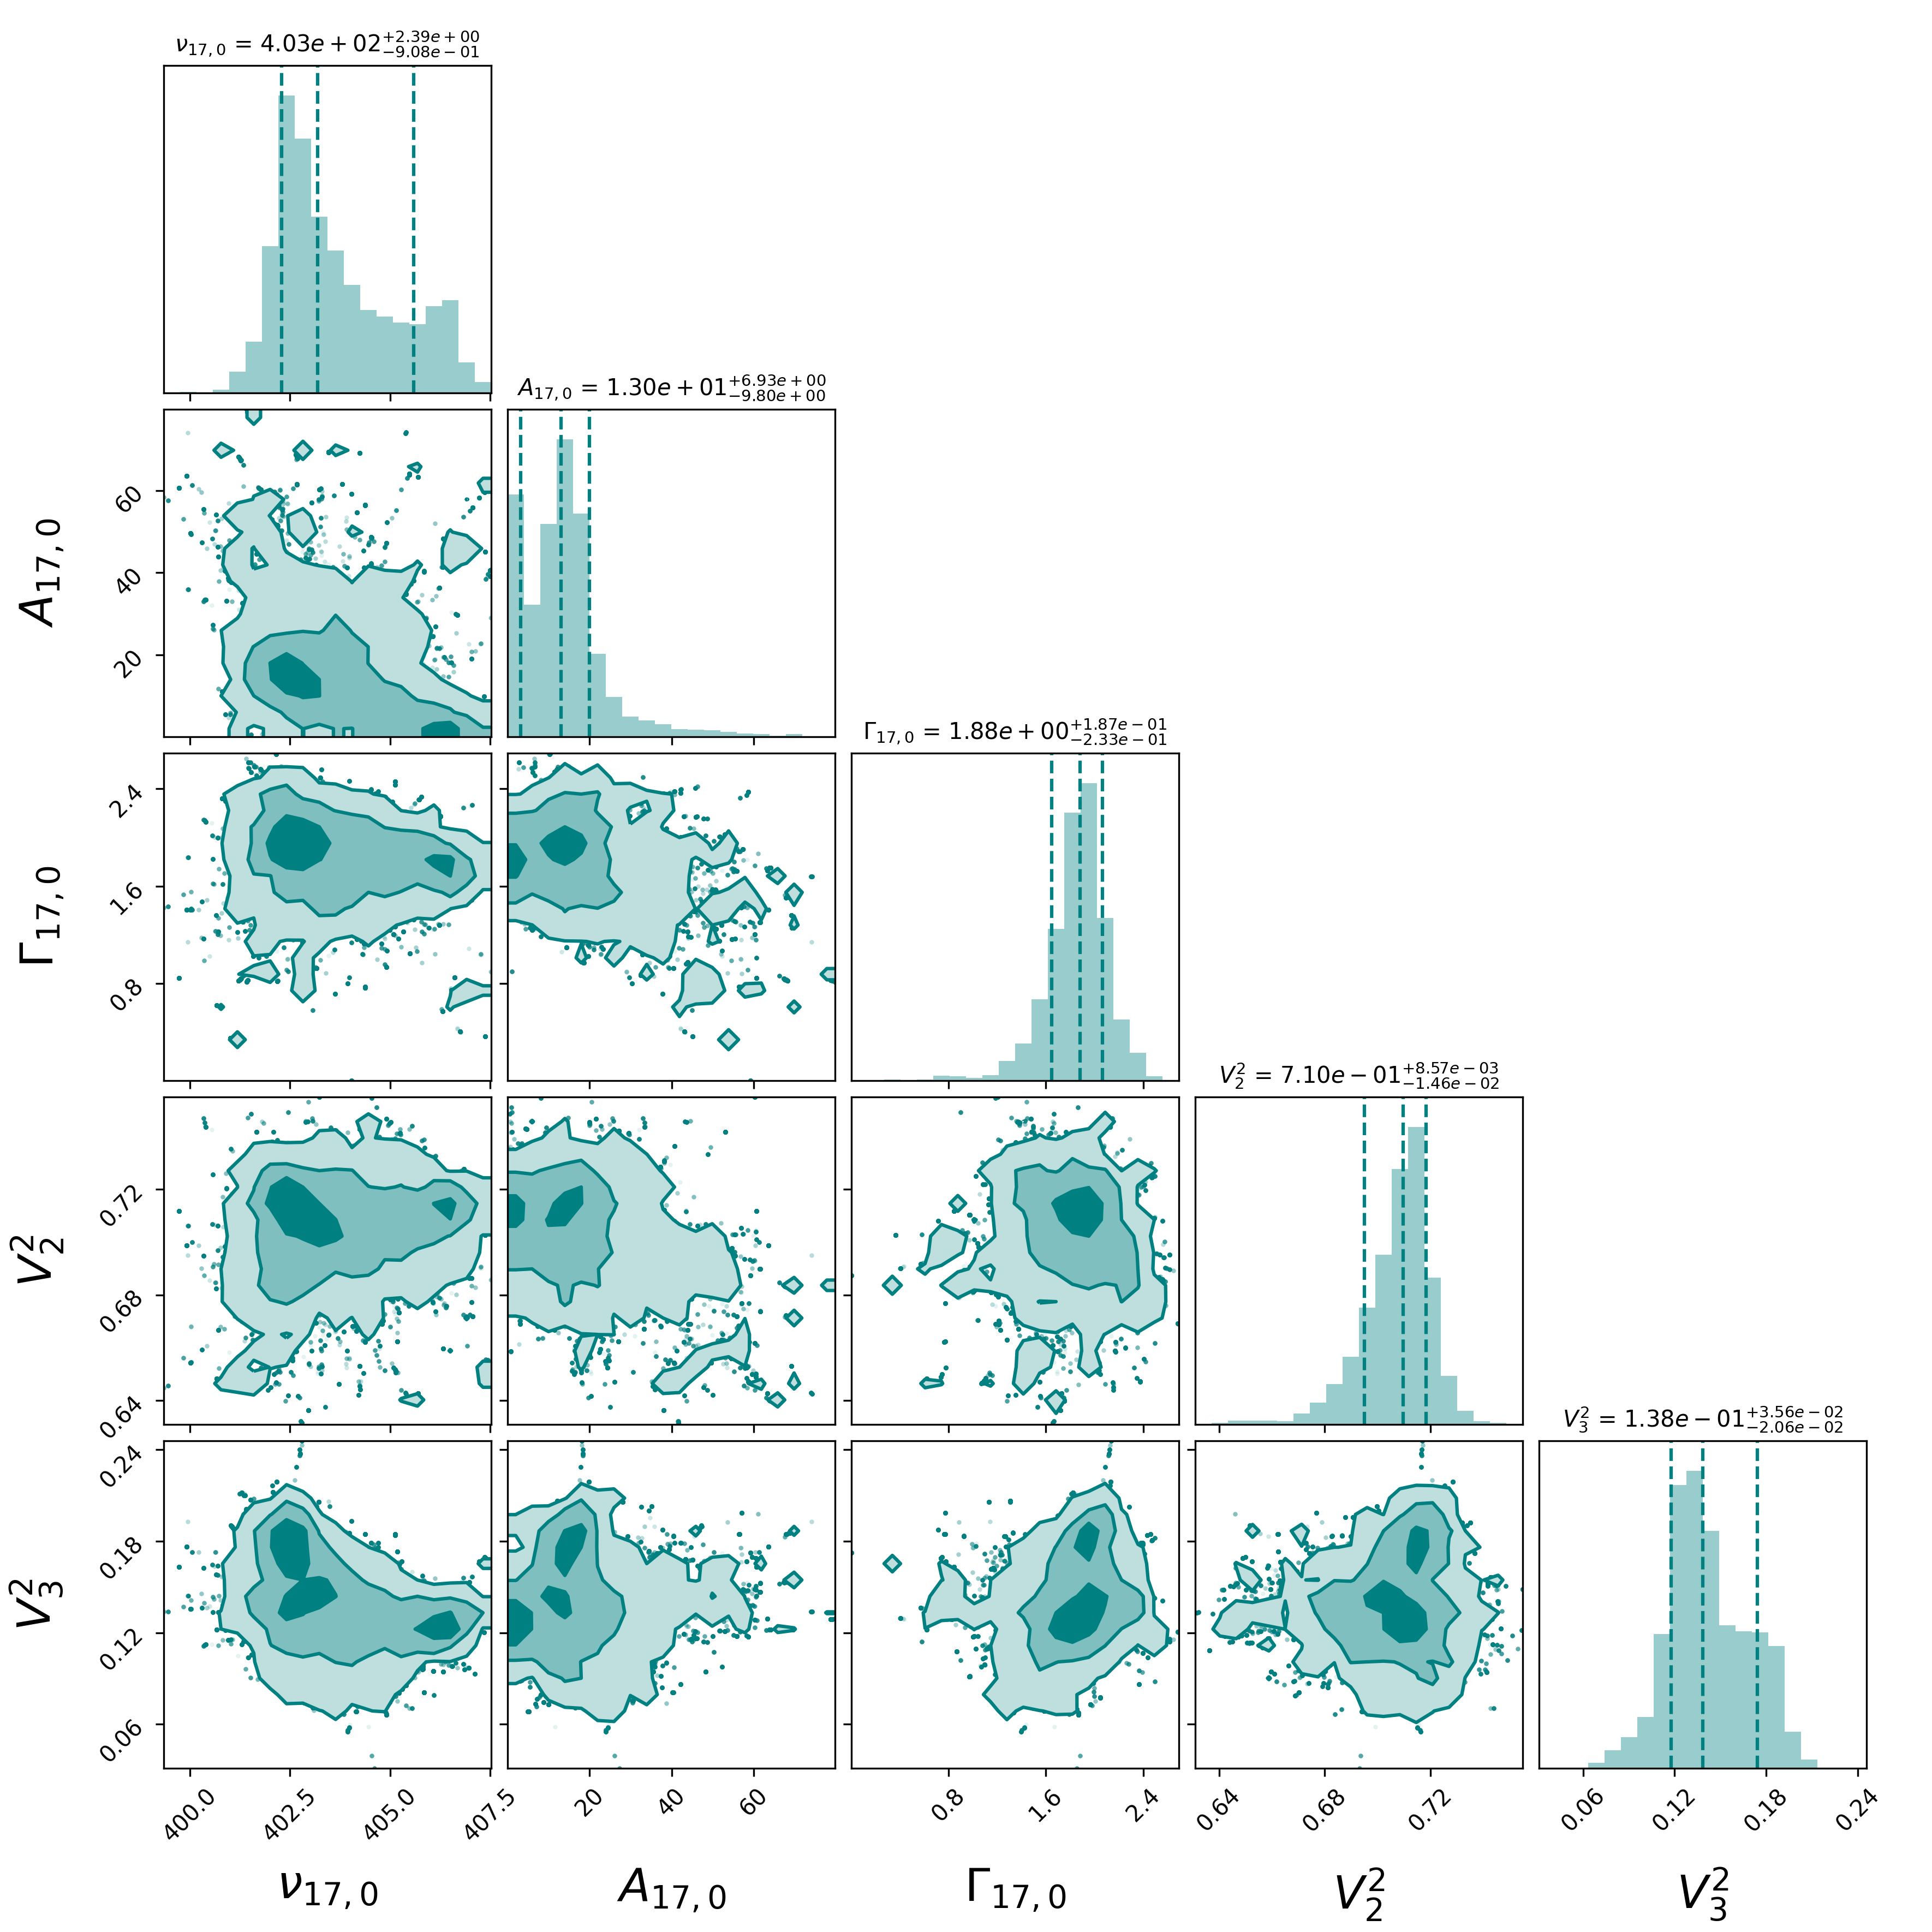 ν17,0 = 4.03e + 02+2.39e+00−9.08e−01
A17,0 = 1.30e + 01+6.93e+00−9.80e+00
Γ17,0 = 1.88e + 00+1.87e−01−2.33e−01
V22 = 7.10e − 01+8.57e−03−1.46e−02
V32 = 1.38e − 01+3.56e−02−2.06e−02
A17,0
60
40
20
Γ17,0
2.4
1.6
0.8
V22
0.72
0.68
0.64
V32
0.24
0.18
0.12
0.06
400.0 402.5 405.0 407.5 20 40 60 0.8 1.6 2.4 0.64 0.68 0.72 0.06 0.12 0.18 0.24
ν17,0 A17,0 Γ17,0 V22 V32